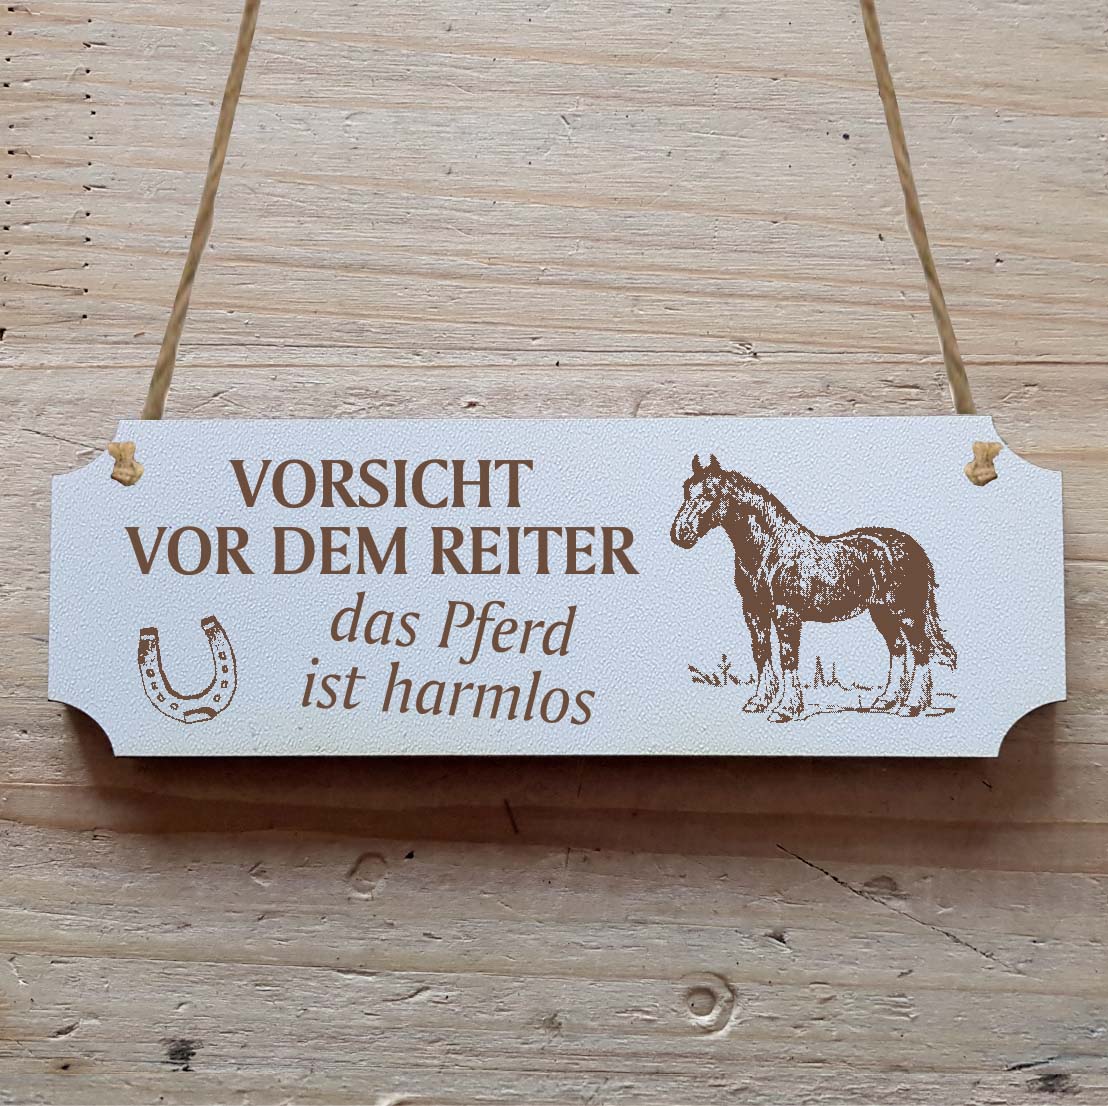 VORSICHT
VOR DEM REITER
das Pferd
ist harmlos